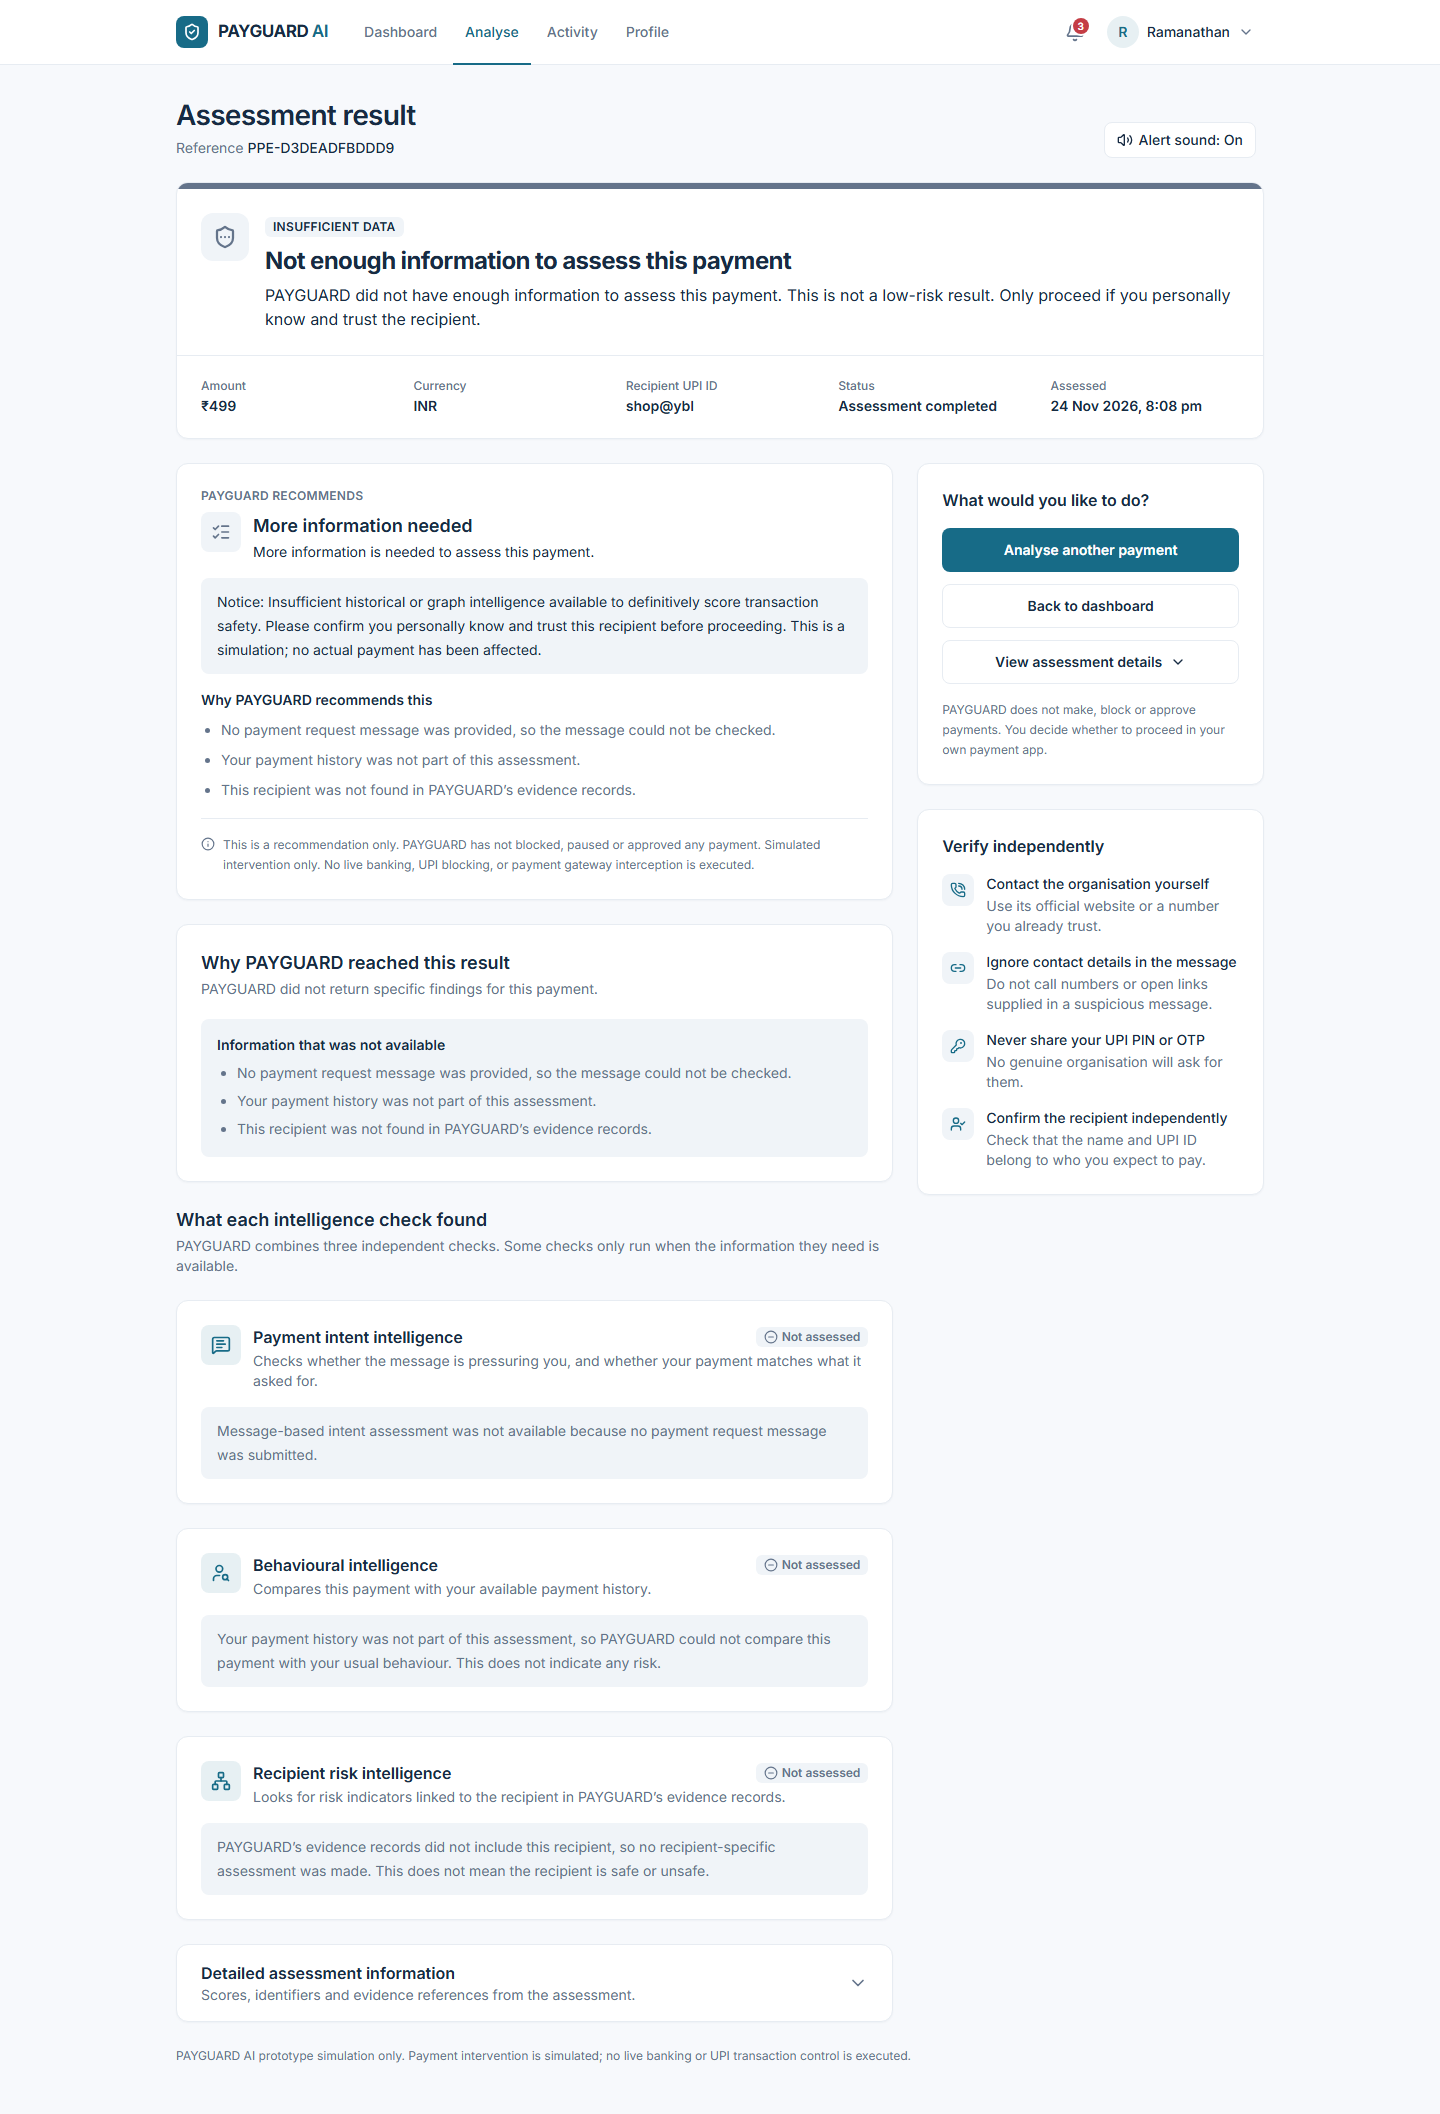 PAYGUARD AI
Dashboard
Analyse
Activity
Profile
3
R
Ramanathan
Assessment result
Reference PPE-D3DEADFBDDD9
Alert sound: On
INSUFFICIENT DATA
Not enough information to assess this payment
PAYGUARD did not have enough information to assess this payment. This is not a low-risk result. Only proceed if you personally
know and trust the recipient.
Amount
₹499
Currency
INR
Recipient UPI ID
shop@ybl
Status
Assessment completed
Assessed
24 Nov 2026, 8:08 pm
PAYGUARD RECOMMENDS
More information needed
More information is needed to assess this payment.
Notice: Insufficient historical or graph intelligence available to definitively score transaction
safety. Please confirm you personally know and trust this recipient before proceeding. This is a
simulation; no actual payment has been affected.
Why PAYGUARD recommends this
No payment request message was provided, so the message could not be checked.
Your payment history was not part of this assessment.
This recipient was not found in PAYGUARD’s evidence records.
This is a recommendation only. PAYGUARD has not blocked, paused or approved any payment. Simulated
intervention only. No live banking, UPI blocking, or payment gateway interception is executed.
What would you like to do?
Analyse another payment
Back to dashboard
View assessment details
PAYGUARD does not make, block or approve
payments. You decide whether to proceed in your
own payment app.
Verify independently
Contact the organisation yourself
Use its official website or a number
you already trust.
Ignore contact details in the message
Do not call numbers or open links
supplied in a suspicious message.
Never share your UPI PIN or OTP
No genuine organisation will ask for
them.
Confirm the recipient independently
Check that the name and UPI ID
belong to who you expect to pay.
Why PAYGUARD reached this result
PAYGUARD did not return specific findings for this payment.
Information that was not available
No payment request message was provided, so the message could not be checked.
Your payment history was not part of this assessment.
This recipient was not found in PAYGUARD’s evidence records.
What each intelligence check found
PAYGUARD combines three independent checks. Some checks only run when the information they need is
available.
Payment intent intelligence
Not assessed
Checks whether the message is pressuring you, and whether your payment matches what it
asked for.
Message-based intent assessment was not available because no payment request message
was submitted.
Behavioural intelligence
Not assessed
Compares this payment with your available payment history.
Your payment history was not part of this assessment, so PAYGUARD could not compare this
payment with your usual behaviour. This does not indicate any risk.
Recipient risk intelligence
Not assessed
Looks for risk indicators linked to the recipient in PAYGUARD’s evidence records.
PAYGUARD’s evidence records did not include this recipient, so no recipient-specific
assessment was made. This does not mean the recipient is safe or unsafe.
Detailed assessment information
Scores, identifiers and evidence references from the assessment.
PAYGUARD AI prototype simulation only. Payment intervention is simulated; no live banking or UPI transaction control is executed.